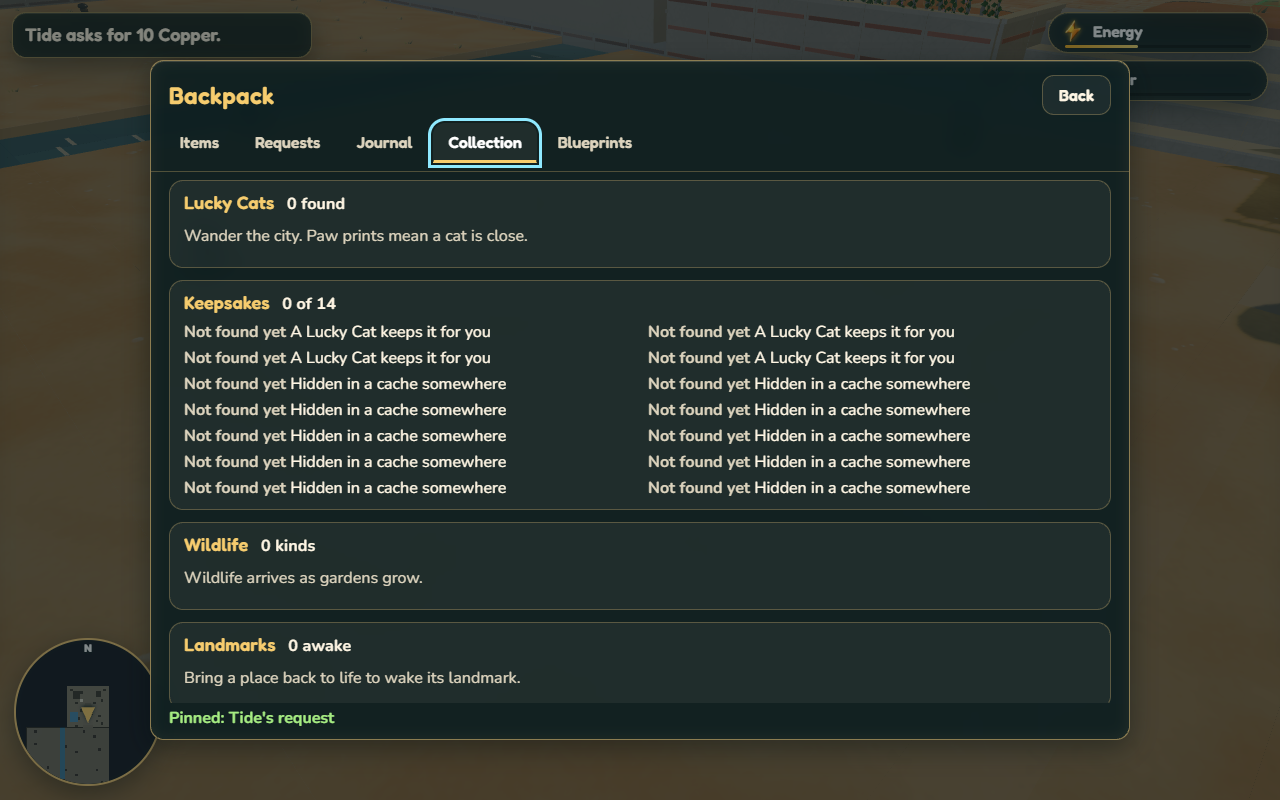 Tide asks for 10 Copper.
Energy
Backpack
Back
Items Requests Journal Collection Blueprints
Lucky Cats 0 found
Wander the city. Paw prints mean a cat is close.
Keepsakes 0 of 14
Not found yet A Lucky Cat keeps it for you Not found yet A Lucky Cat keeps it for you
Not found yet A Lucky Cat keeps it for you Not found yet A Lucky Cat keeps it for you
Not found yet Hidden in a cache somewhere Not found yet Hidden in a cache somewhere
Not found yet Hidden in a cache somewhere Not found yet Hidden in a cache somewhere
Not found yet Hidden in a cache somewhere Not found yet Hidden in a cache somewhere
Not found yet Hidden in a cache somewhere Not found yet Hidden in a cache somewhere
Not found yet Hidden in a cache somewhere Not found yet Hidden in a cache somewhere
Wildlife 0 kinds
Wildlife arrives as gardens grow.
Landmarks 0 awake
Bring a place back to life to wake its landmark.
Pinned: Tide's request
N